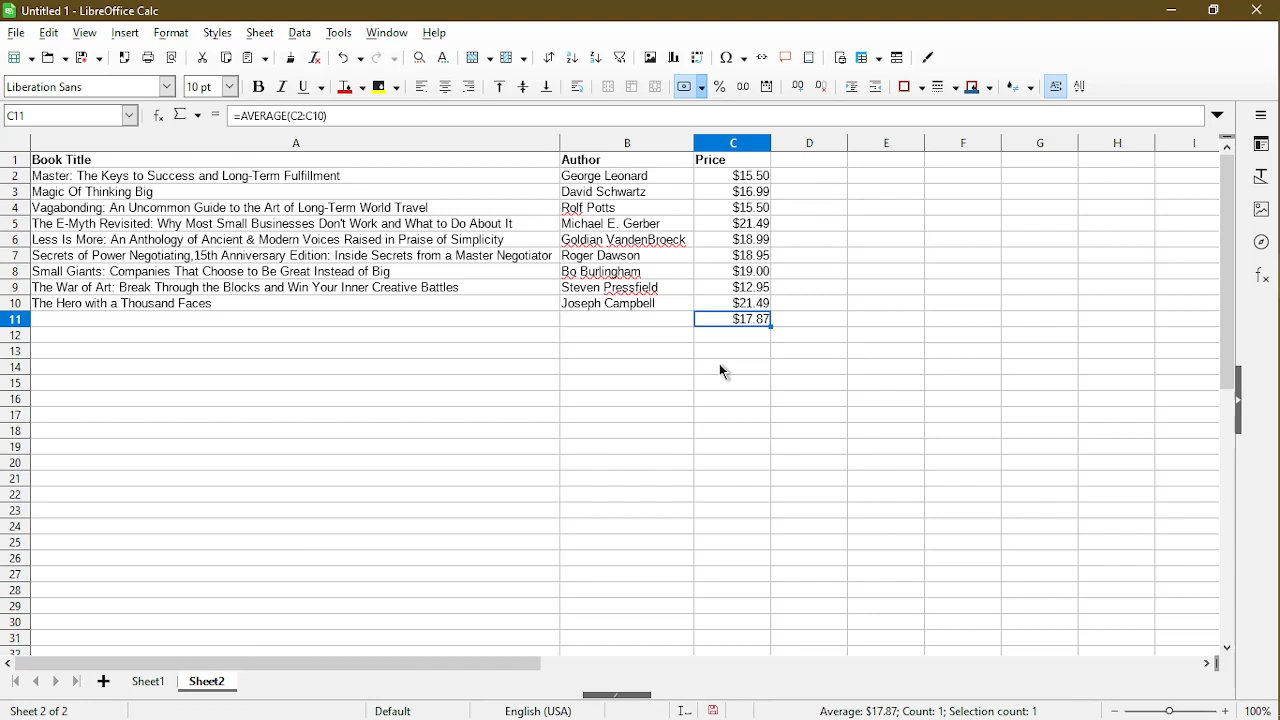 Untitled 1 - LibreOffice Calc
File Edit View Insert Format Styles Sheet Data Tools Window Help
Liberation Sans 10 pt
C11 =AVERAGE(C2:C10)
A B C D E F G H I
1 Book Title Author Price
2 Master: The Keys to Success and Long-Term Fulfillment George Leonard $15.50
3 Magic Of Thinking Big David Schwartz $16.99
4 Vagabonding: An Uncommon Guide to the Art of Long-Term World Travel Rolf Potts $15.50
5 The E-Myth Revisited: Why Most Small Businesses Don't Work and What to Do About It Michael E. Gerber $21.49
6 Less Is More: An Anthology of Ancient & Modern Voices Raised in Praise of Simplicity Goldian VandenBroeck $18.99
7 Secrets of Power Negotiating,15th Anniversary Edition: Inside Secrets from a Master Negotiator Roger Dawson $18.95
8 Small Giants: Companies That Choose to Be Great Instead of Big Bo Burlingham $19.00
9 The War of Art: Break Through the Blocks and Win Your Inner Creative Battles Steven Pressfield $12.95
10 The Hero with a Thousand Faces Joseph Campbell $21.49
11 $17.87
12
13
14
15
16
17
18
19
20
21
22
23
24
25
26
27
28
29
30
31
32
Sheet1 Sheet2
Sheet 2 of 2 Default English (USA) Average: $17.87; Count: 1; Selection count: 1 100%